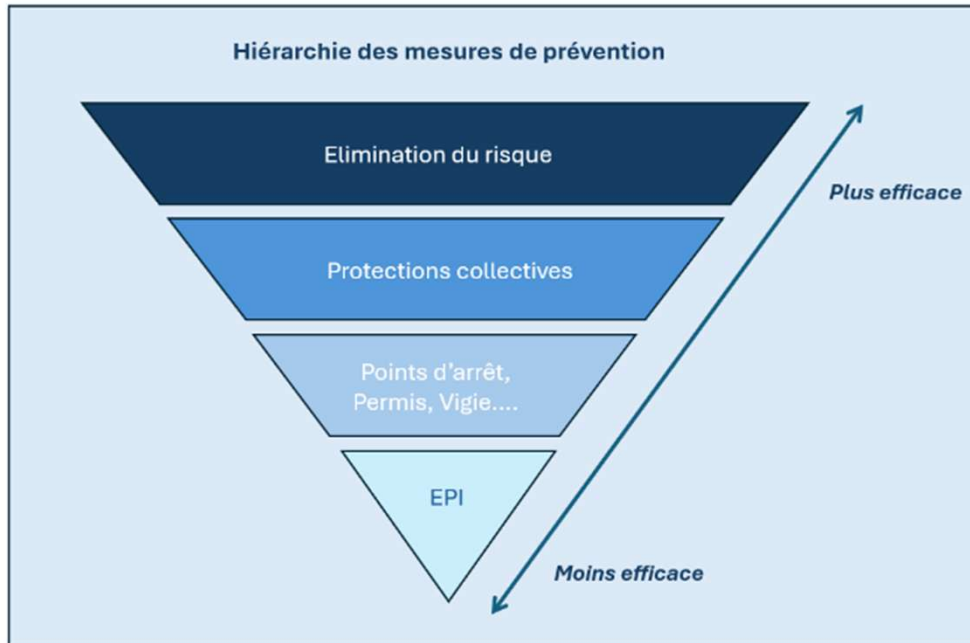 Hiérarchie des mesures de prévention
Elimination du risque
Plus efficace
Protections collectives
Points d’arrêt,
Permis, Vigie....
EPI
Moins efficace